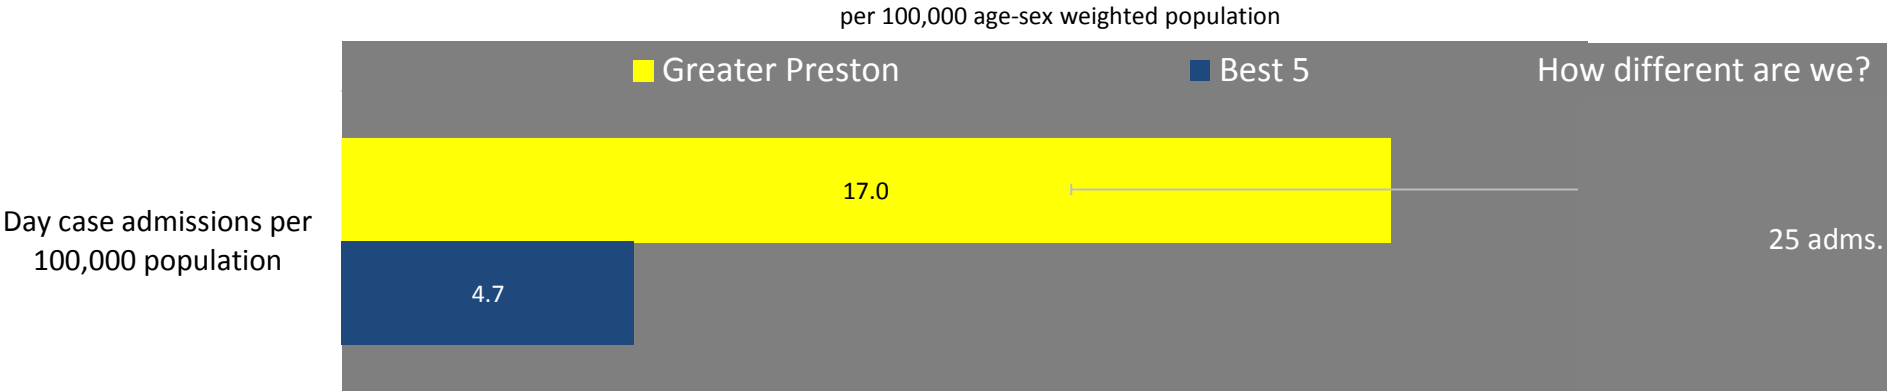 per 100,000 age-sex weighted population
Greater Preston
Best 5
How different are we?
17.0
Day case admissions per
100,000 population
25 adms.
4.7